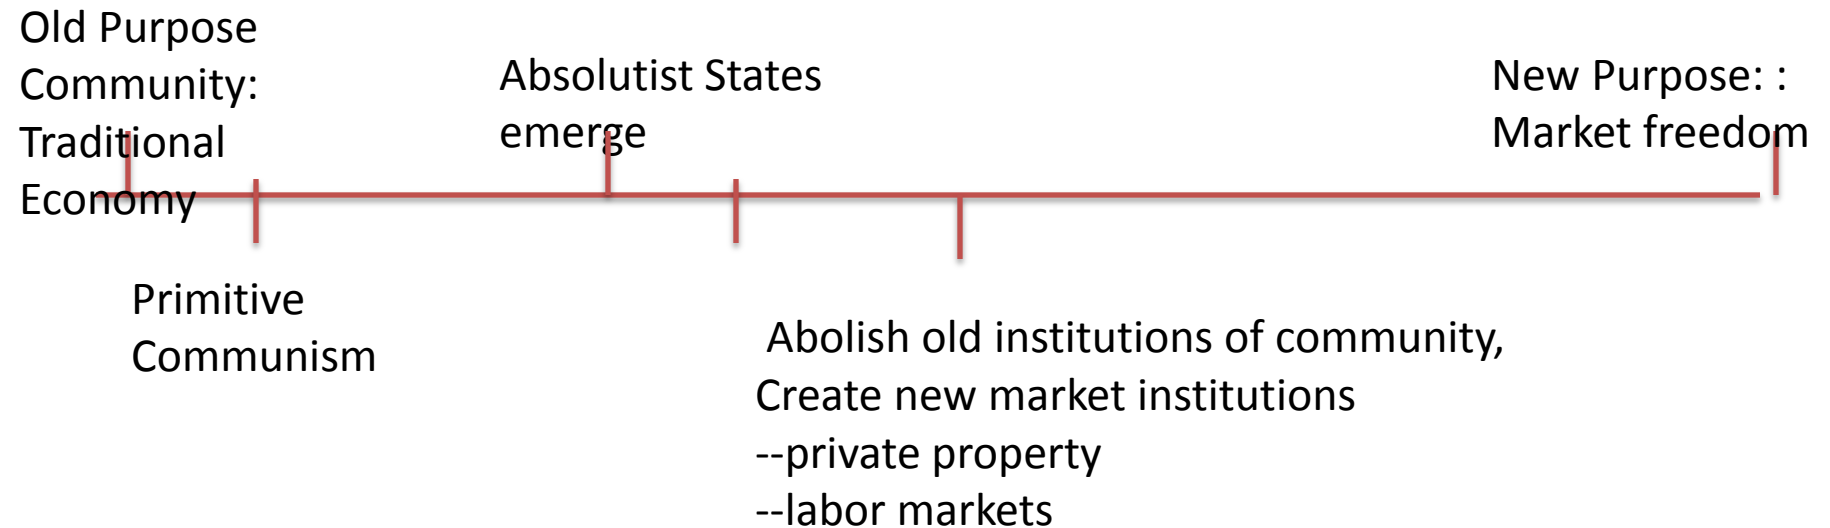 Old Purpose
Community:
Traditional
Economy
Absolutist States
emerge
New Purpose: :
Market freedom
Primitive
Communism
Abolish old institutions of community,
Create new market institutions
--private property
--labor markets